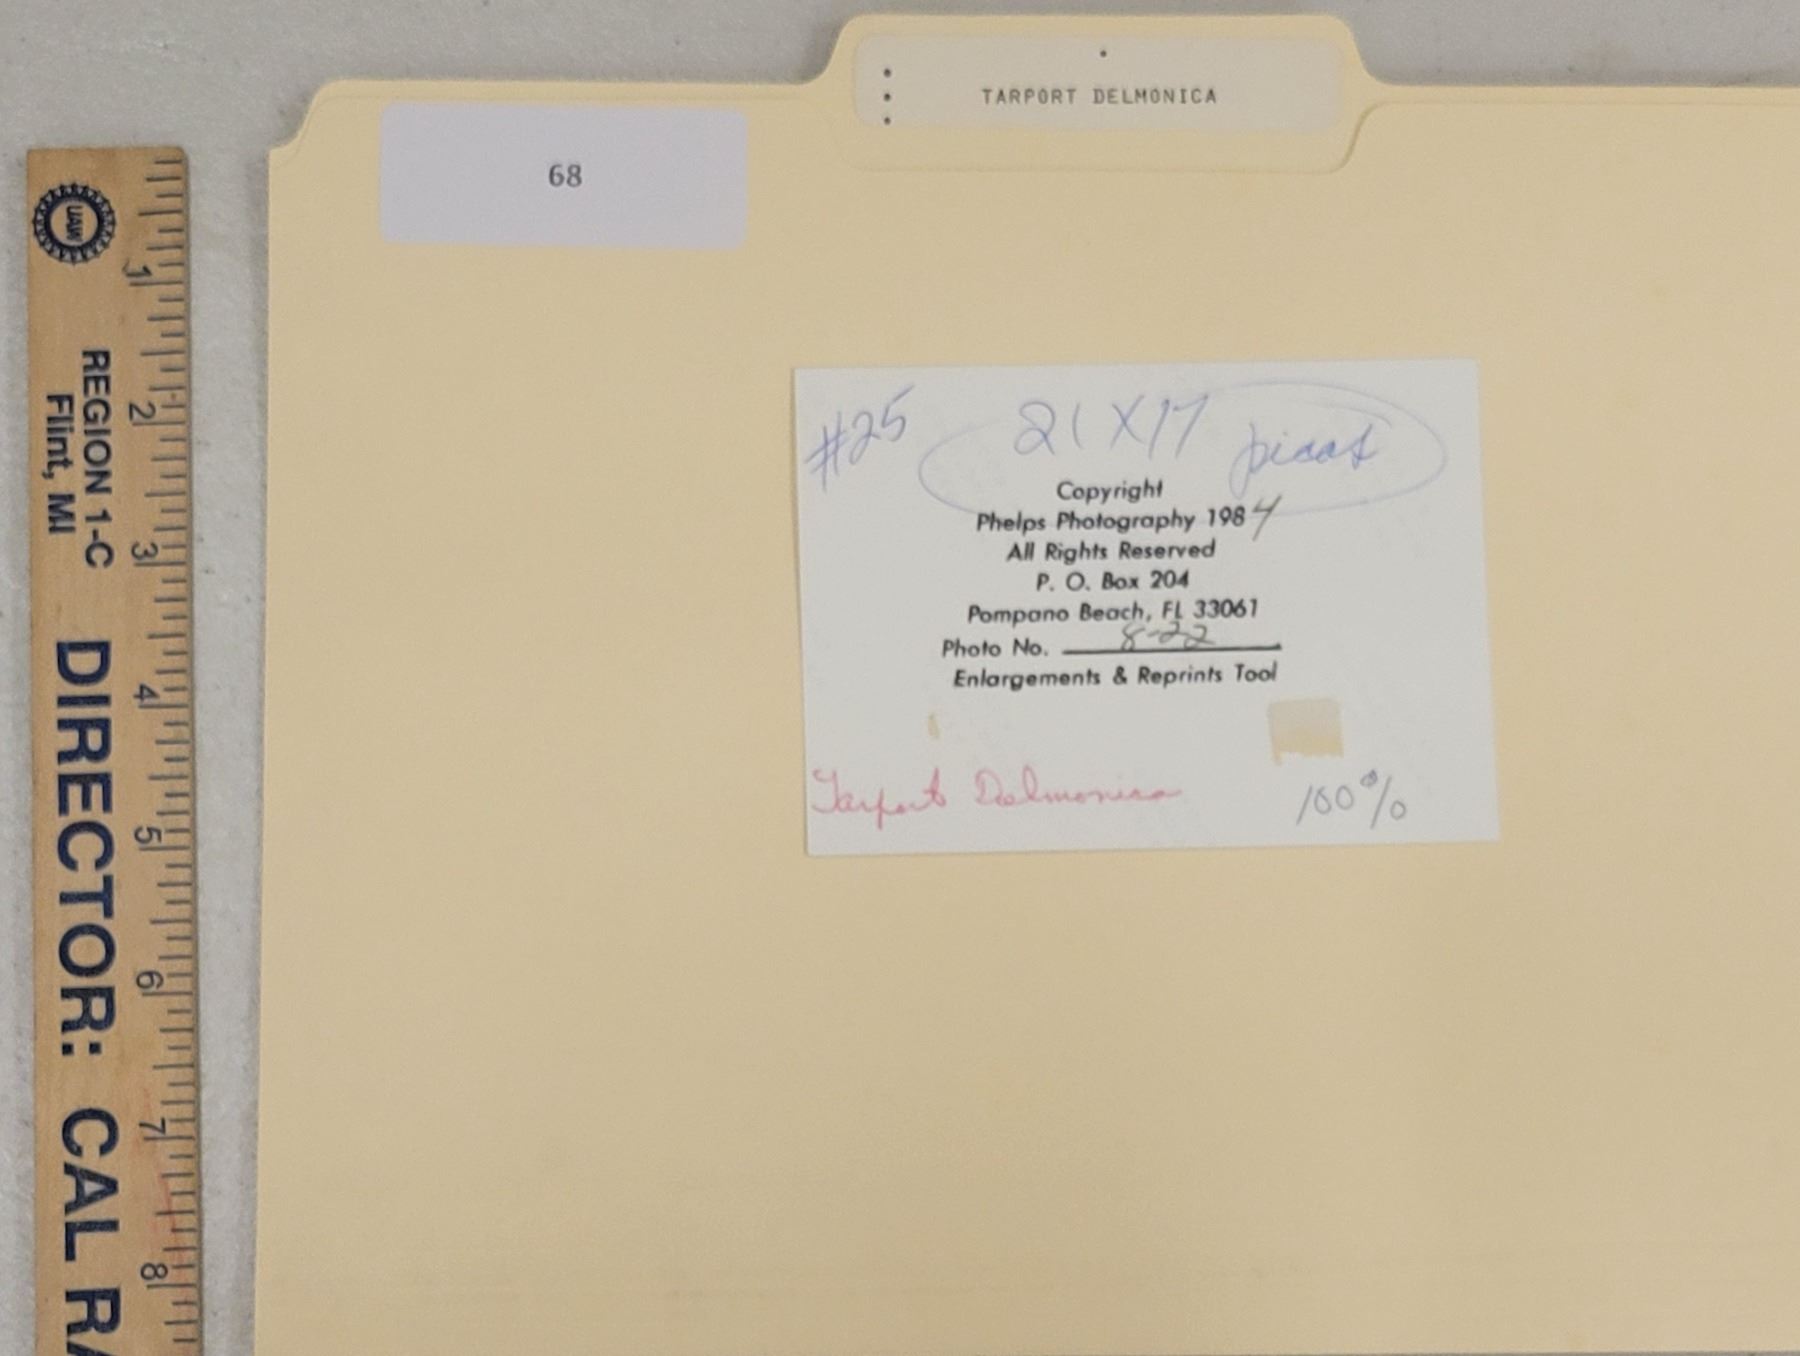 TARPORT DELMONICA
68
#25
21 X 17 picas
Copyright
Phelps Photography 1984
All Rights Reserved
P. O. Box 204
Pompano Beach, FL 33061
Photo No. 8-22
Enlargements & Reprints Tool
Tarport Delmonica
100%
UAW
REGION 1-C
Flint, MI
DIRECTOR: CAL RA
1
2
3
4
5
6
7
8